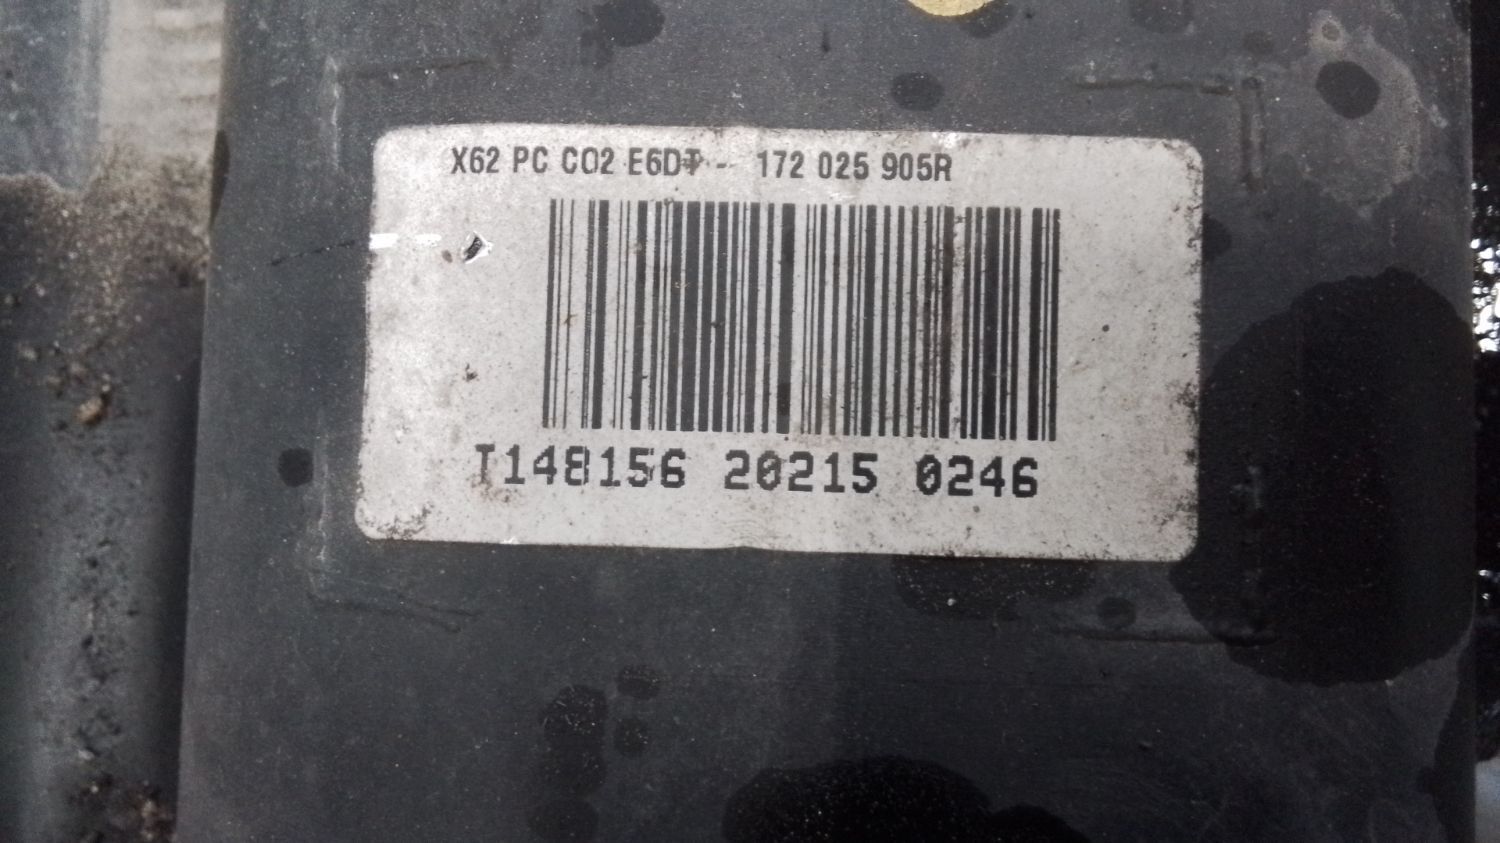 X62 PC CO2 E6DT - 172 025 905R
T148156 20215 0246